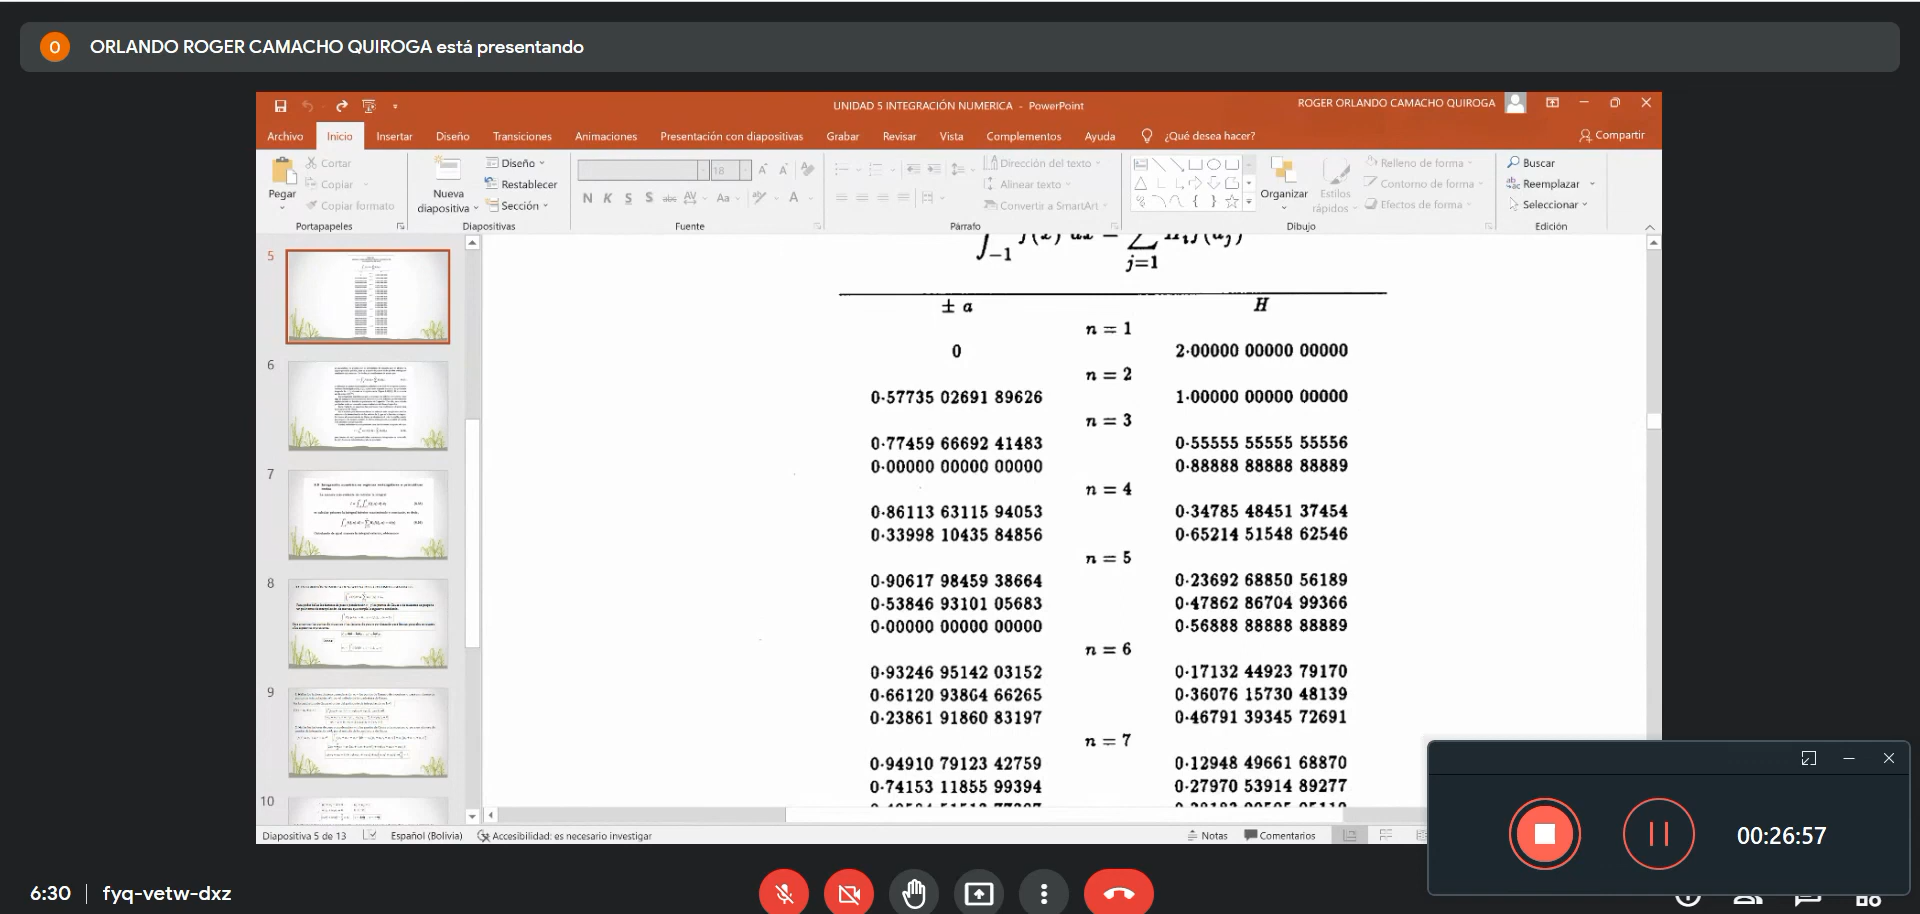 O ORLANDO ROGER CAMACHO QUIROGA está presentando
UNIDAD 5 INTEGRACIÓN NUMERICA - PowerPoint
ROGER ORLANDO CAMACHO QUIROGA
Archivo Inicio Insertar Diseño Transiciones Animaciones Presentación con diapositivas Grabar Revisar Vista Complementos Ayuda ¿Qué desea hacer? Compartir
Pegar
Cortar
Copiar
Copiar formato
Portapapeles
Nueva diapositiva
Diseño
Restablecer
Sección
Diapositivas
18
N K S S abc AV Aa A
Fuente
Dirección del texto
Alinear texto
Convertir a SmartArt
Párrafo
Organizar
Estilos rápidos
Relleno de forma
Contorno de forma
Efectos de forma
Dibujo
Buscar
Reemplazar
Seleccionar
Edición
5
6
7
8
9
10
j=1
± a H
n = 1
0 2·00000 00000 00000
n = 2
0·57735 02691 89626 1·00000 00000 00000
n = 3
0·77459 66692 41483 0·55555 55555 55556
0·00000 00000 00000 0·88888 88888 88889
n = 4
0·86113 63115 94053 0·34785 48451 37454
0·33998 10435 84856 0·65214 51548 62546
n = 5
0·90617 98459 38664 0·23692 68850 56189
0·53846 93101 05683 0·47862 86704 99366
0·00000 00000 00000 0·56888 88888 88889
n = 6
0·93246 95142 03152 0·17132 44923 79170
0·66120 93864 66265 0·36076 15730 48139
0·23861 91860 83197 0·46791 39345 72691
n = 7
0·94910 79123 42759 0·12948 49661 68870
0·74153 11855 99394 0·27970 53914 89277
Diapositiva 5 de 13 Español (Bolivia) Accesibilidad: es necesario investigar Notas Comentarios
00:26:57
6:30 | fyq-vetw-dxz